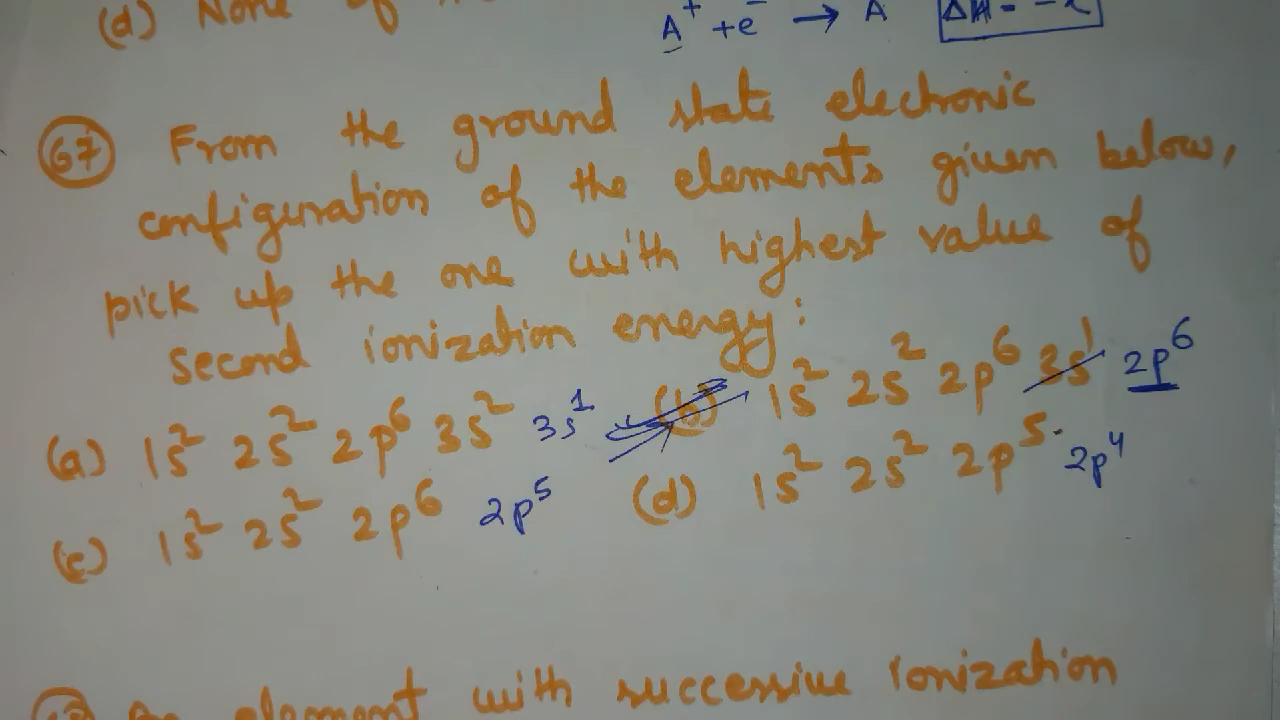 (d) None of
A⁺ + e⁻ → A
67 From the ground state electronic
configuration of the elements given below,
pick up the one with highest value of
second ionization energy:
(a) 1s² 2s² 2p⁶ 3s² 3s¹ (b) 1s² 2s² 2p⁶ 3s¹ 2p⁶
(c) 1s² 2s² 2p⁶ 2p⁵ (d) 1s² 2s² 2p⁵. 2p⁴
element with successive ionization